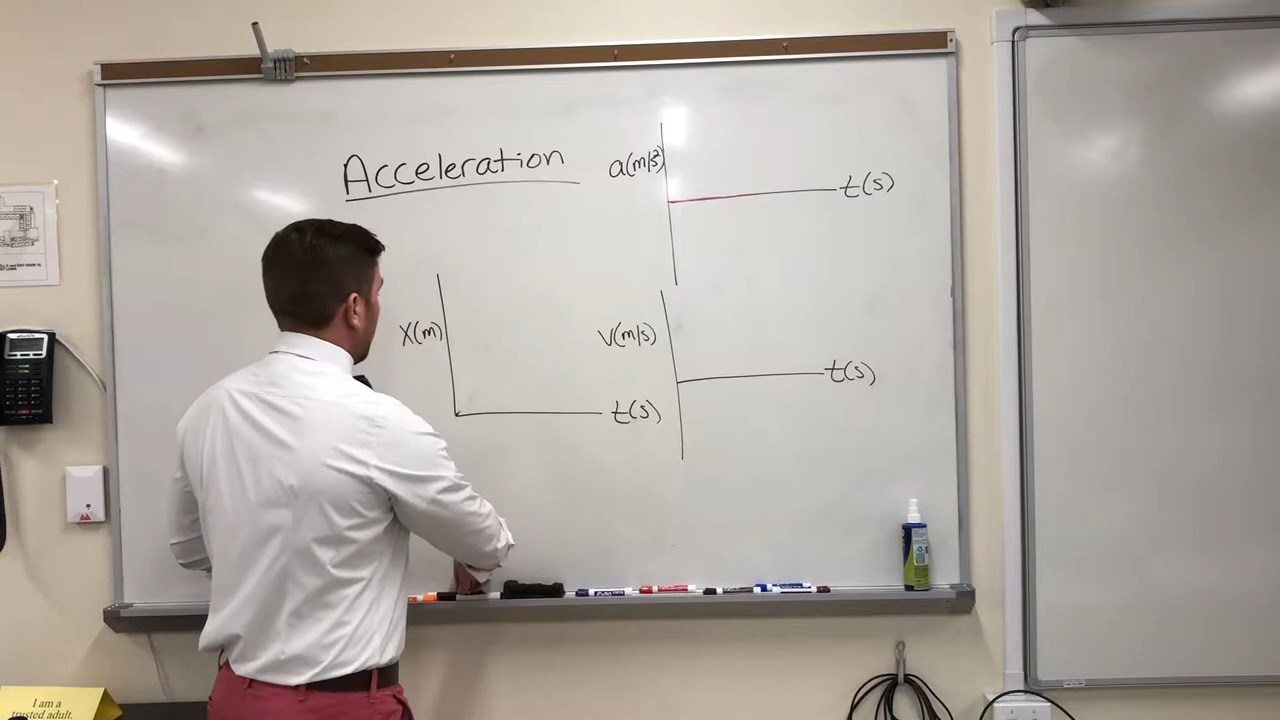 Acceleration
a(m/s²)
t(s)
x(m)
t(s)
v(m/s)
t(s)
I am a
trusted adult.